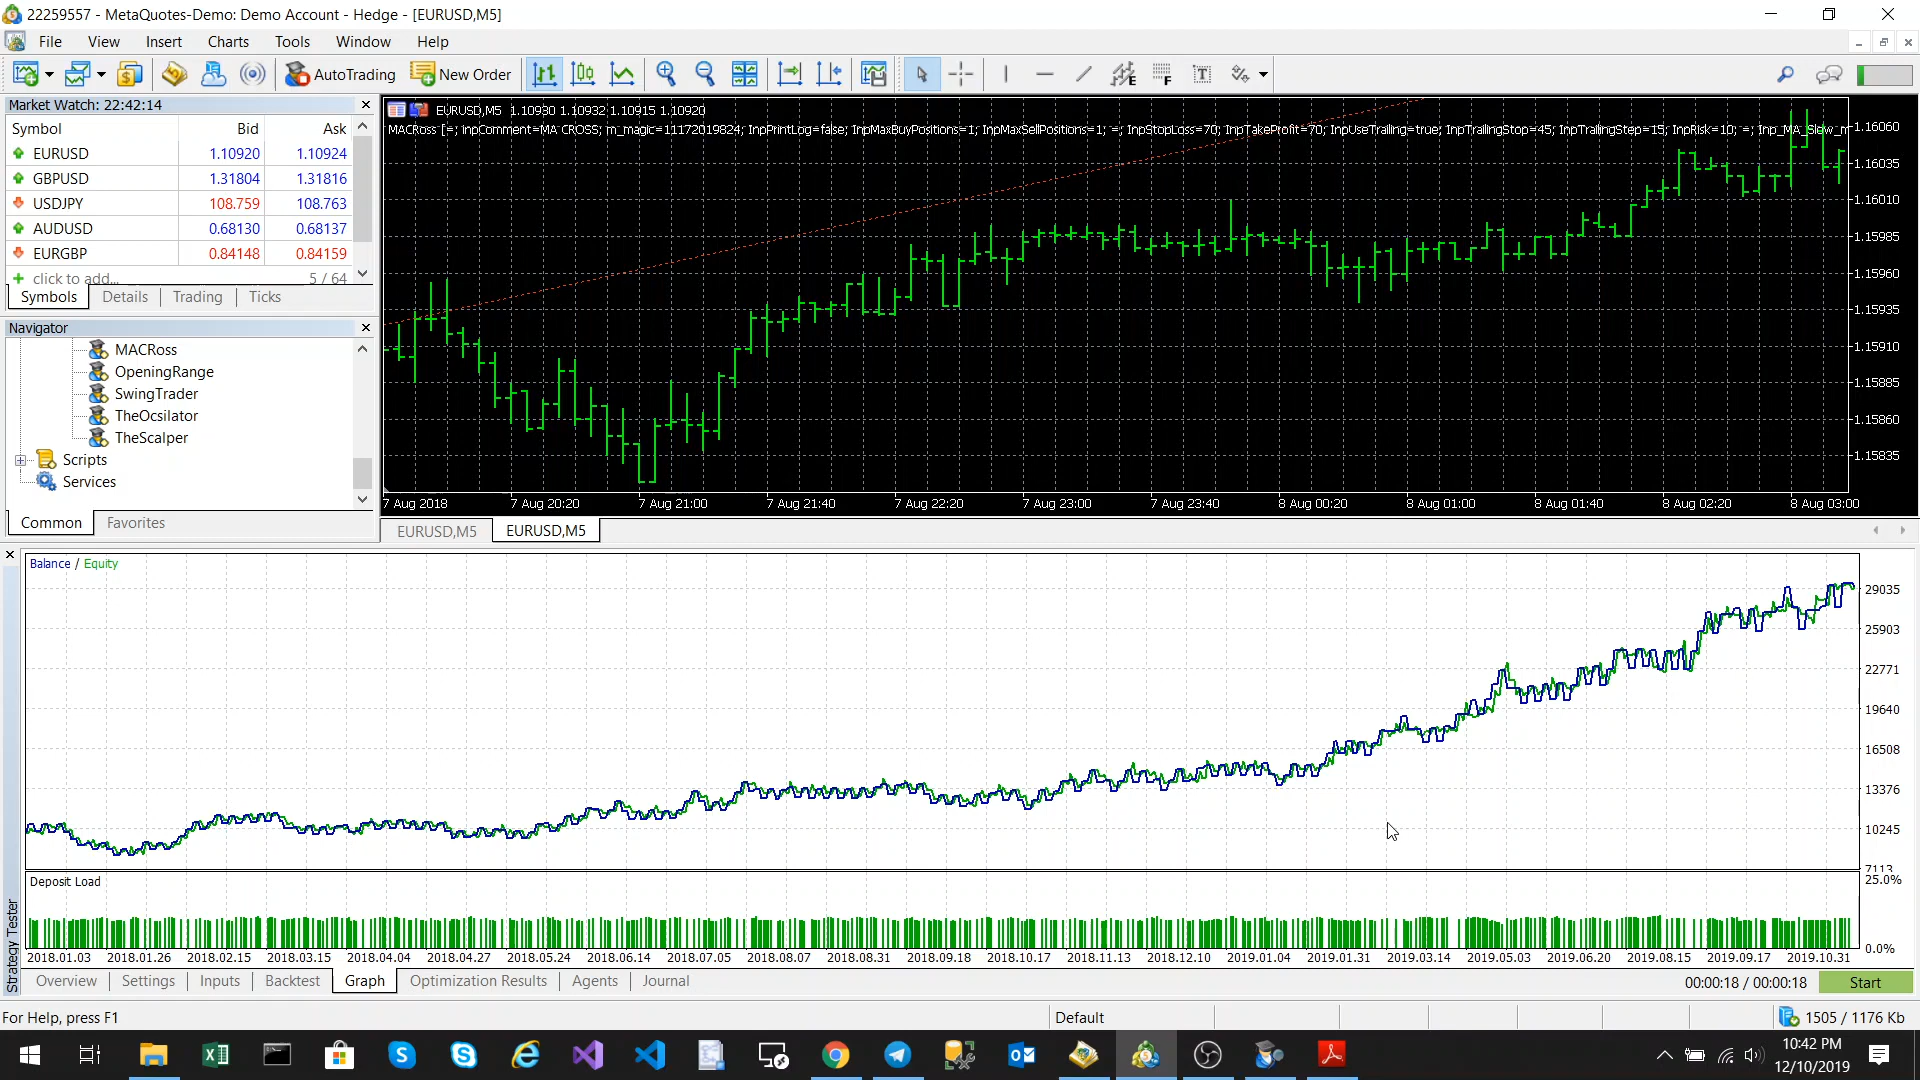 22259557 - MetaQuotes-Demo: Demo Account - Hedge - [EURUSD,M5]
File View Insert Charts Tools Window Help
AutoTrading New Order
Market Watch: 22:42:14
Symbol Bid Ask
EURUSD 1.10920 1.10924
GBPUSD 1.31804 1.31816
USDJPY 108.759 108.763
AUDUSD 0.68130 0.68137
EURGBP 0.84148 0.84159
click to add... 5 / 64
Symbols Details Trading Ticks
Navigator
MACRoss
OpeningRange
SwingTrader
TheOcsilator
TheScalper
Scripts
Services
Common Favorites
EURUSD,M5 1.10930 1.10932 1.10915 1.10920
MACRoss [=; InpComment=MA CROSS; m_magic=11172019824; InpPrintLog=false; InpMaxBuyPositions=1; InpMaxSellPositions=1; =; InpStopLoss=70; InpTakeProfit=70; InpUseTrailing=true; InpTrailingStop=45; InpTrailingStep=15; InpRisk=10; =; Inp_MA_Slow_m
1.16060
1.16035
1.16010
1.15985
1.15960
1.15935
1.15910
1.15885
1.15860
1.15835
7 Aug 2018 7 Aug 20:20 7 Aug 21:00 7 Aug 21:40 7 Aug 22:20 7 Aug 23:00 7 Aug 23:40 8 Aug 00:20 8 Aug 01:00 8 Aug 01:40 8 Aug 02:20 8 Aug 03:00
EURUSD,M5 EURUSD,M5
Balance / Equity
29035
25903
22771
19640
16508
13376
10245
7113
Deposit Load
25.0%
0.0%
2018.01.03 2018.01.26 2018.02.15 2018.03.15 2018.04.04 2018.04.27 2018.05.24 2018.06.14 2018.07.05 2018.08.07 2018.08.31 2018.09.18 2018.10.17 2018.11.13 2018.12.10 2019.01.04 2019.01.31 2019.03.14 2019.05.03 2019.06.20 2019.08.15 2019.09.17 2019.10.31
Strategy Tester
Overview Settings Inputs Backtest Graph Optimization Results Agents Journal
00:00:18 / 00:00:18 Start
For Help, press F1
Default
1505 / 1176 Kb
10:42 PM
12/10/2019